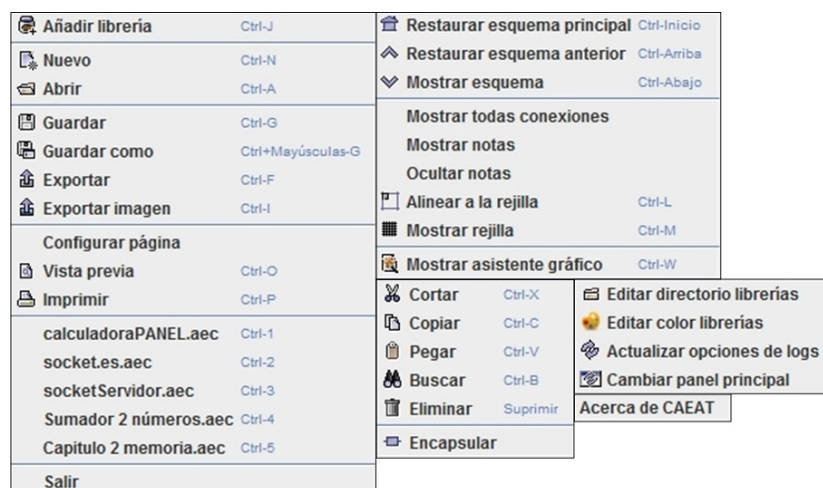 Añadir librería Ctrl-J
Nuevo Ctrl-N
Abrir Ctrl-A
Guardar Ctrl-G
Guardar como Ctrl+Mayúsculas-G
Exportar Ctrl-F
Exportar imagen Ctrl-I
Configurar página
Vista previa Ctrl-O
Imprimir Ctrl-P
calculadoraPANEL.aec Ctrl-1
socket.es.aec Ctrl-2
socketServidor.aec Ctrl-3
Sumador 2 números.aec Ctrl-4
Capitulo 2 memoria.aec Ctrl-5
Salir
Restaurar esquema principal Ctrl-Inicio
Restaurar esquema anterior Ctrl-Arriba
Mostrar esquema Ctrl-Abajo
Mostrar todas conexiones
Mostrar notas
Ocultar notas
Alinear a la rejilla Ctrl-L
Mostrar rejilla Ctrl-M
Mostrar asistente gráfico Ctrl-W
Cortar Ctrl-X
Copiar Ctrl-C
Pegar Ctrl-V
Buscar Ctrl-B
Eliminar Suprimir
Encapsular
Editar directorio librerías
Editar color librerías
Actualizar opciones de logs
Cambiar panel principal
Acerca de CAEAT